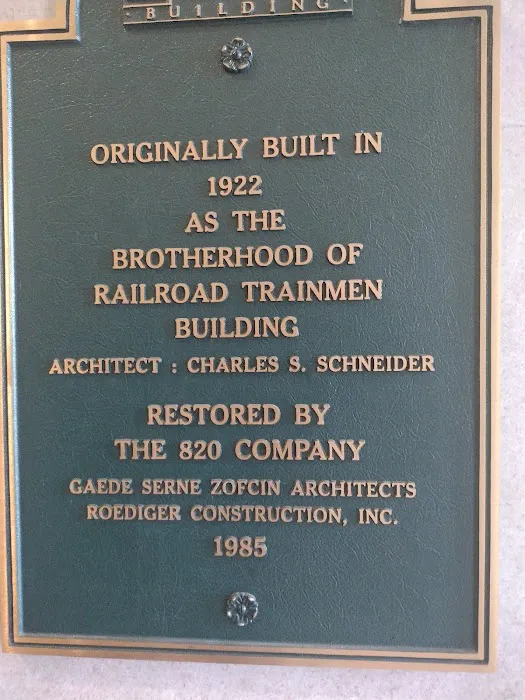 BUILDING
ORIGINALLY BUILT IN
1922
AS THE
BROTHERHOOD OF
RAILROAD TRAINMEN
BUILDING
ARCHITECT : CHARLES S. SCHNEIDER
RESTORED BY
THE 820 COMPANY
GAEDE SERNE ZOFCIN ARCHITECTS
ROEDIGER CONSTRUCTION, INC.
1985